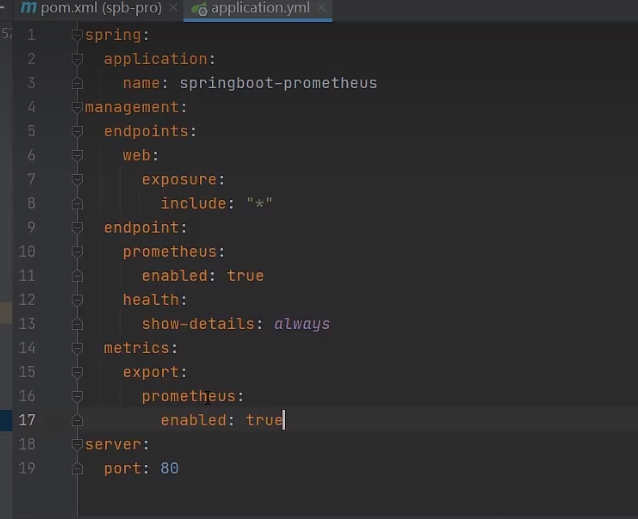 pom.xml (spb-pro) × application.yml ×
1 spring:
2   application:
3     name: springboot-prometheus
4 management:
5   endpoints:
6     web:
7       exposure:
8         include: "*"
9   endpoint:
10     prometheus:
11       enabled: true
12     health:
13       show-details: always
14   metrics:
15     export:
16       prometheus:
17         enabled: true
18 server:
19   port: 80